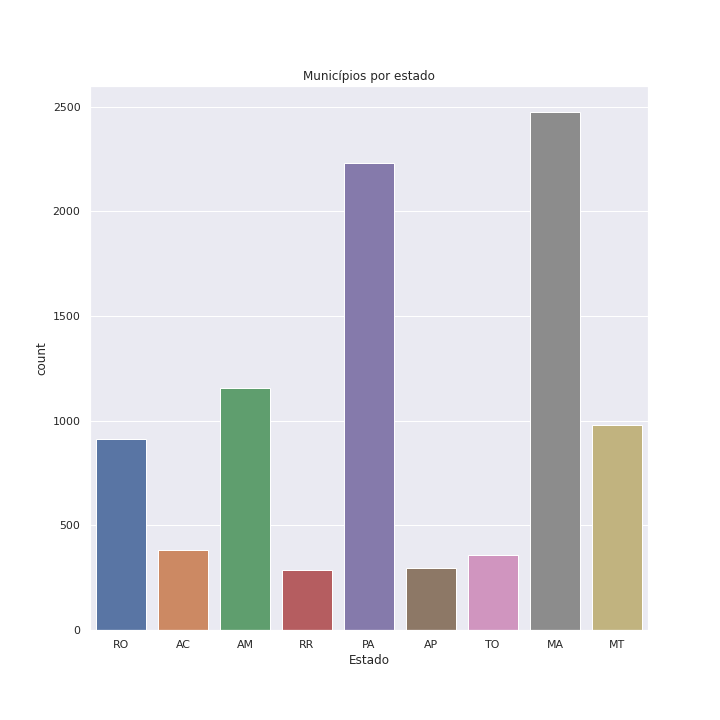 Municípios por estado
2500
2000
1500
1000
500
0
count
RO AC AM RR PA AP TO MA MT
Estado